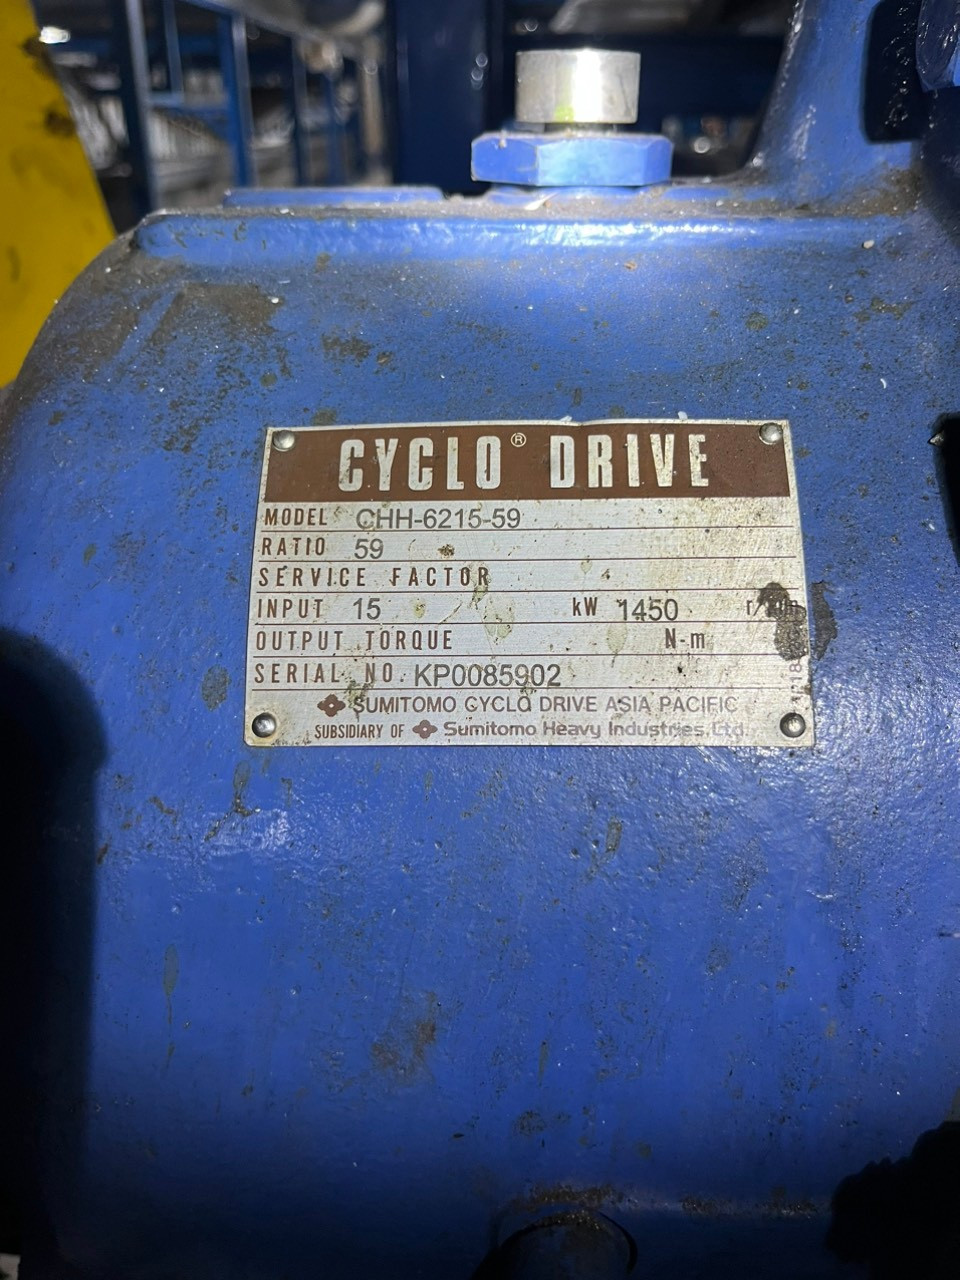 CYCLO® DRIVE
MODEL CHH-6215-59
RATIO 59
SERVICE FACTOR
INPUT 15 kW 1450 r/min
OUTPUT TORQUE N-m
SERIAL NO. KP0085902
SUMITOMO CYCLO DRIVE ASIA PACIFIC
SUBSIDIARY OF Sumitomo Heavy Industries, Ltd.